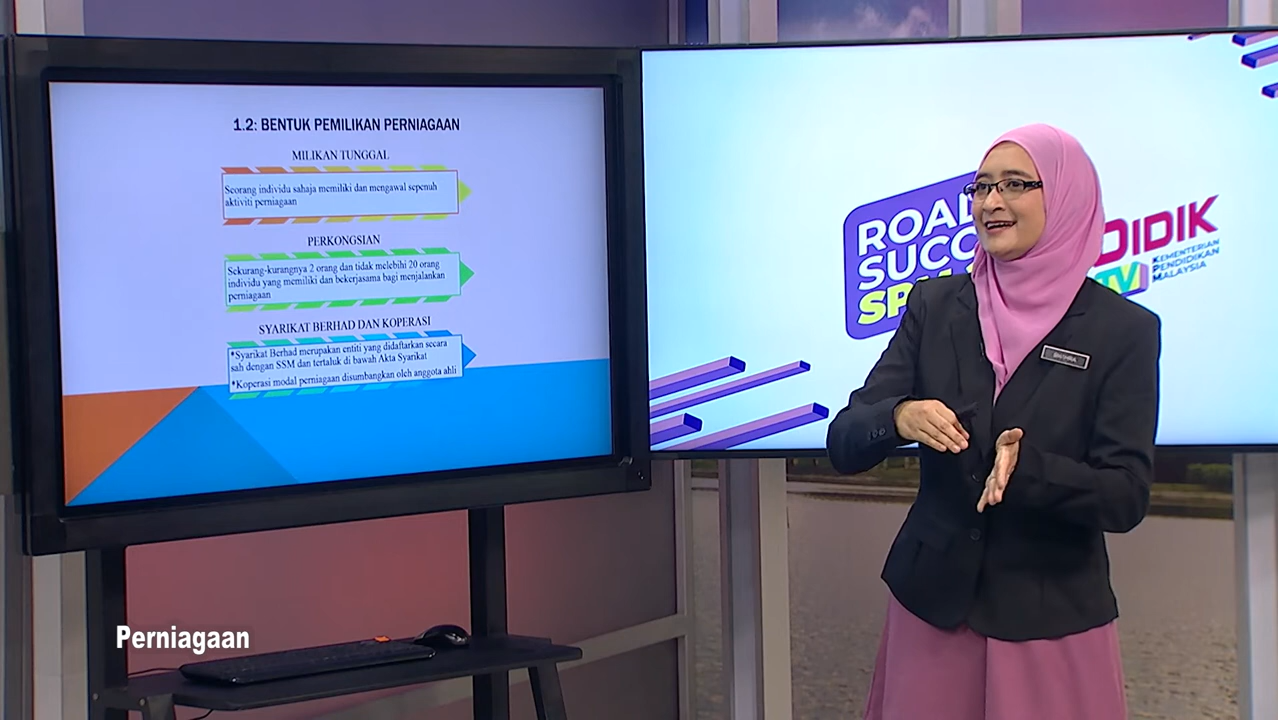 1.2: BENTUK PEMILIKAN PERNIAGAAN
MILIKAN TUNGGAL
Seorang individu sahaja memiliki dan mengawal sepenuh
aktiviti perniagaan
PERKONGSIAN
Sekurang-kurangnya 2 orang dan tidak melebihi 20 orang
individu yang memiliki dan bekerjasama bagi menjalankan
perniagaan
SYARIKAT BERHAD DAN KOPERASI
•Syarikat Berhad merupakan entiti yang didaftarkan secara
sah dengan SSM dan tertaluk di bawah Akta Syarikat
•Koperasi modal perniagaan disumbangkan oleh anggota ahli
ROAD
SUCC
SP
DIDIK
TV
KEMENTERIAN
PENDIDIKAN
MALAYSIA
Perniagaan